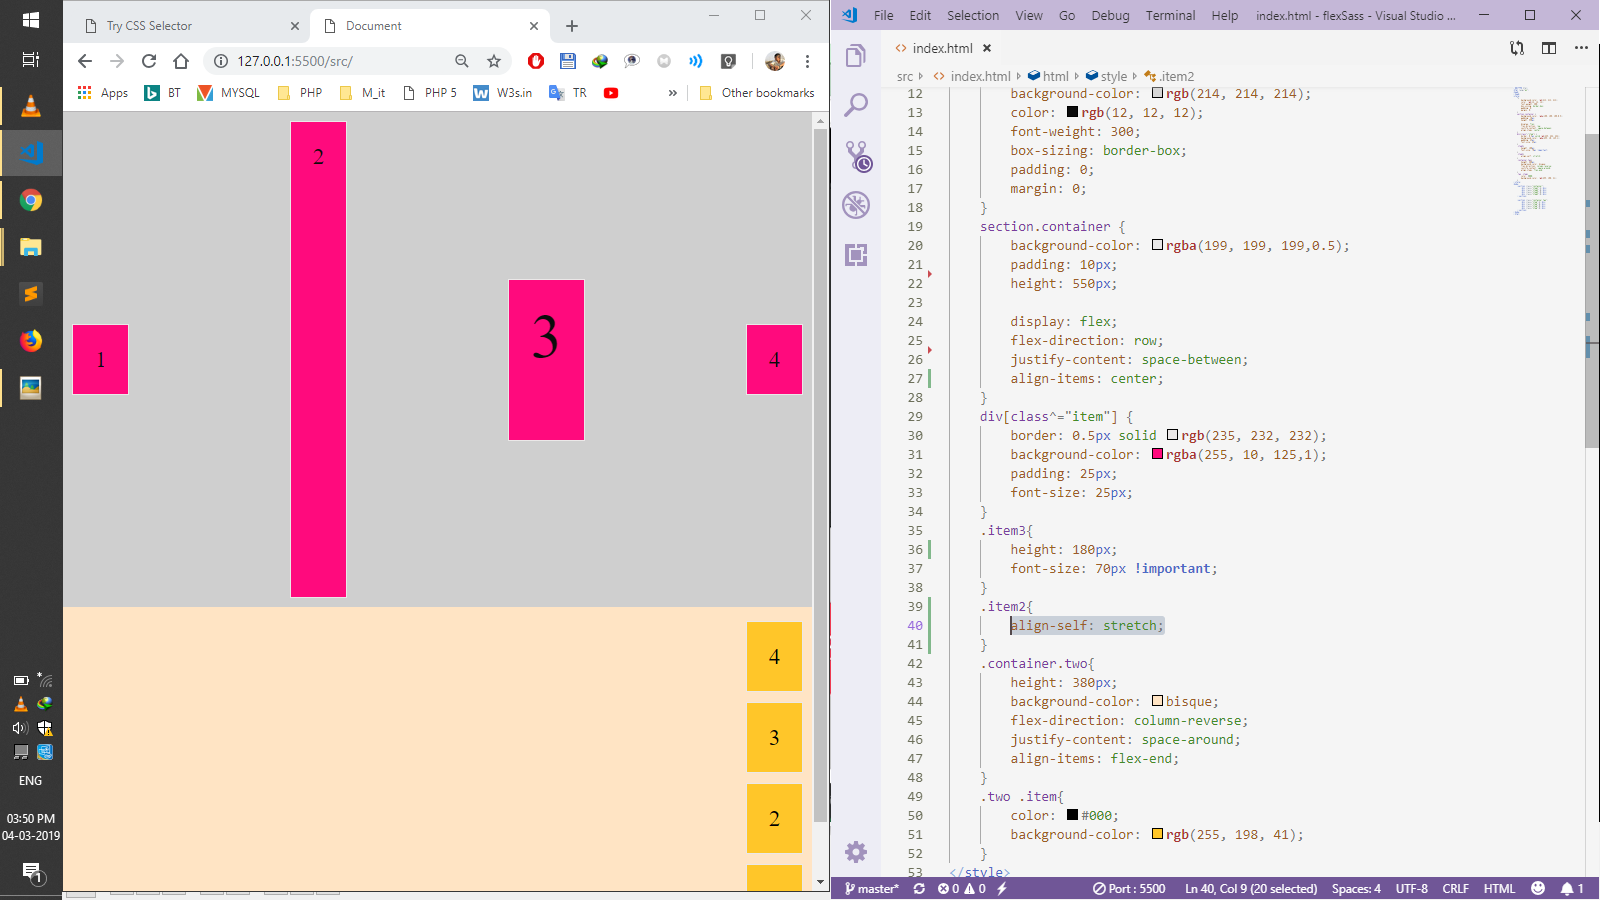 Try CSS Selector
Document
127.0.0.1:5500/src/
Apps
BT
MYSQL
PHP
M_it
PHP 5
W3s.in
TR
»
Other bookmarks
2
3
1
4
4
3
2
ENG
03:50 PM
04-03-2019
1
File Edit Selection View Go Debug Terminal Help index.html - flexSass - Visual Studio ...
index.html
src index.html html style .item2
12 background-color: rgb(214, 214, 214);
13 color: rgb(12, 12, 12);
14 font-weight: 300;
15 box-sizing: border-box;
16 padding: 0;
17 margin: 0;
18 }
19 section.container {
20 background-color: rgba(199, 199, 199,0.5);
21 padding: 10px;
22 height: 550px;
23
24 display: flex;
25 flex-direction: row;
26 justify-content: space-between;
27 align-items: center;
28 }
29 div[class^="item"] {
30 border: 0.5px solid rgb(235, 232, 232);
31 background-color: rgba(255, 10, 125,1);
32 padding: 25px;
33 font-size: 25px;
34 }
35 .item3{
36 height: 180px;
37 font-size: 70px !important;
38 }
39 .item2{
40 align-self: stretch;
41 }
42 .container.two{
43 height: 380px;
44 background-color: bisque;
45 flex-direction: column-reverse;
46 justify-content: space-around;
47 align-items: flex-end;
48 }
49 .two .item{
50 color: #000;
51 background-color: rgb(255, 198, 41);
52 }
53 </style>
master* 0 0 Port : 5500 Ln 40, Col 9 (20 selected) Spaces: 4 UTF-8 CRLF HTML 1